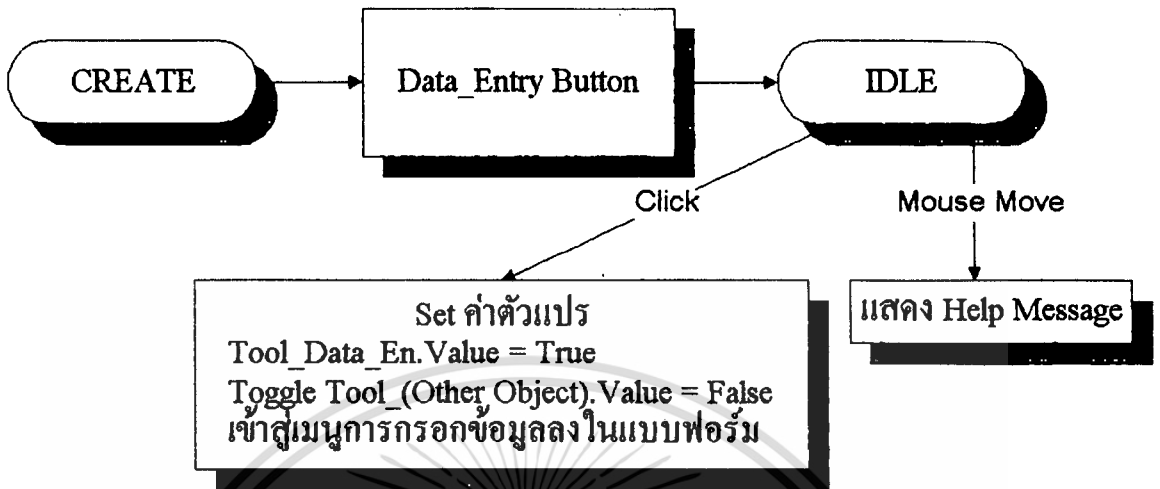 CREATE
Data_Entry Button
IDLE
Click
Mouse Move
Set ค่าตัวแปร
Tool_Data_En.Value = True
Toggle Tool_(Other Object).Value = False
เข้าสู่เมนูการกรอกข้อมูลลงในแบบฟอร์ม
แสดง Help Message